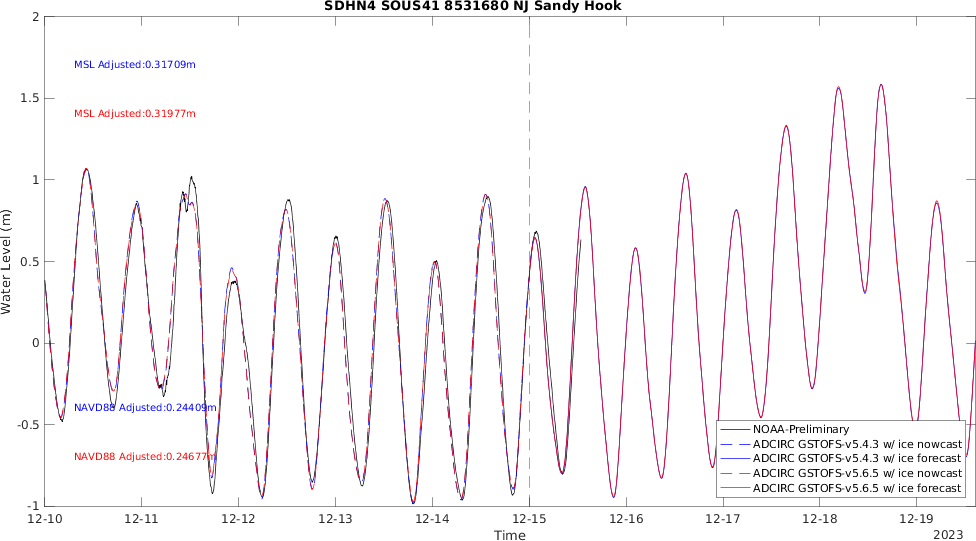 SDHN4 SOUS41 8531680 NJ Sandy Hook
2
1.5
1
0.5
0
-0.5
-1
Water Level (m)
MSL Adjusted:0.31709m
MSL Adjusted:0.31977m
NAVD88 Adjusted:0.24409m
NAVD88 Adjusted:0.24677m
NOAA-Preliminary
ADCIRC GSTOFS-v5.4.3 w/ ice nowcast
ADCIRC GSTOFS-v5.4.3 w/ ice forecast
ADCIRC GSTOFS-v5.6.5 w/ ice nowcast
ADCIRC GSTOFS-v5.6.5 w/ ice forecast
12-10 12-11 12-12 12-13 12-14 12-15 12-16 12-17 12-18 12-19
Time
2023